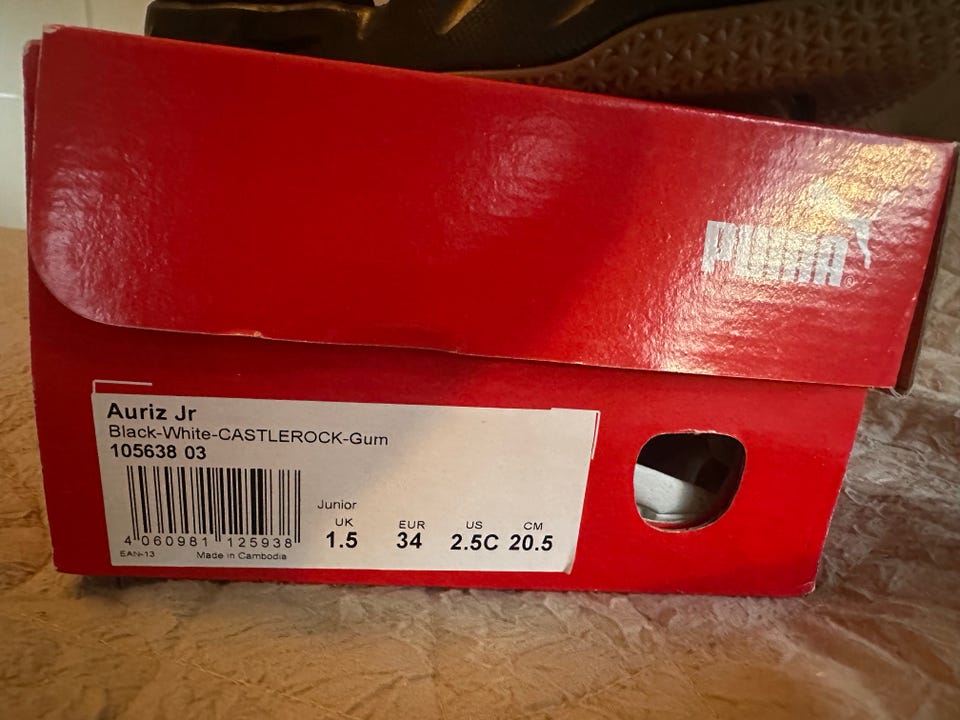 PUMA®
Auriz Jr
Black-White-CASTLEROCK-Gum
105638 03
Junior
UK EUR US CM
1.5 34 2.5C 20.5
4 060981 125938
EAN-13 Made in Cambodia